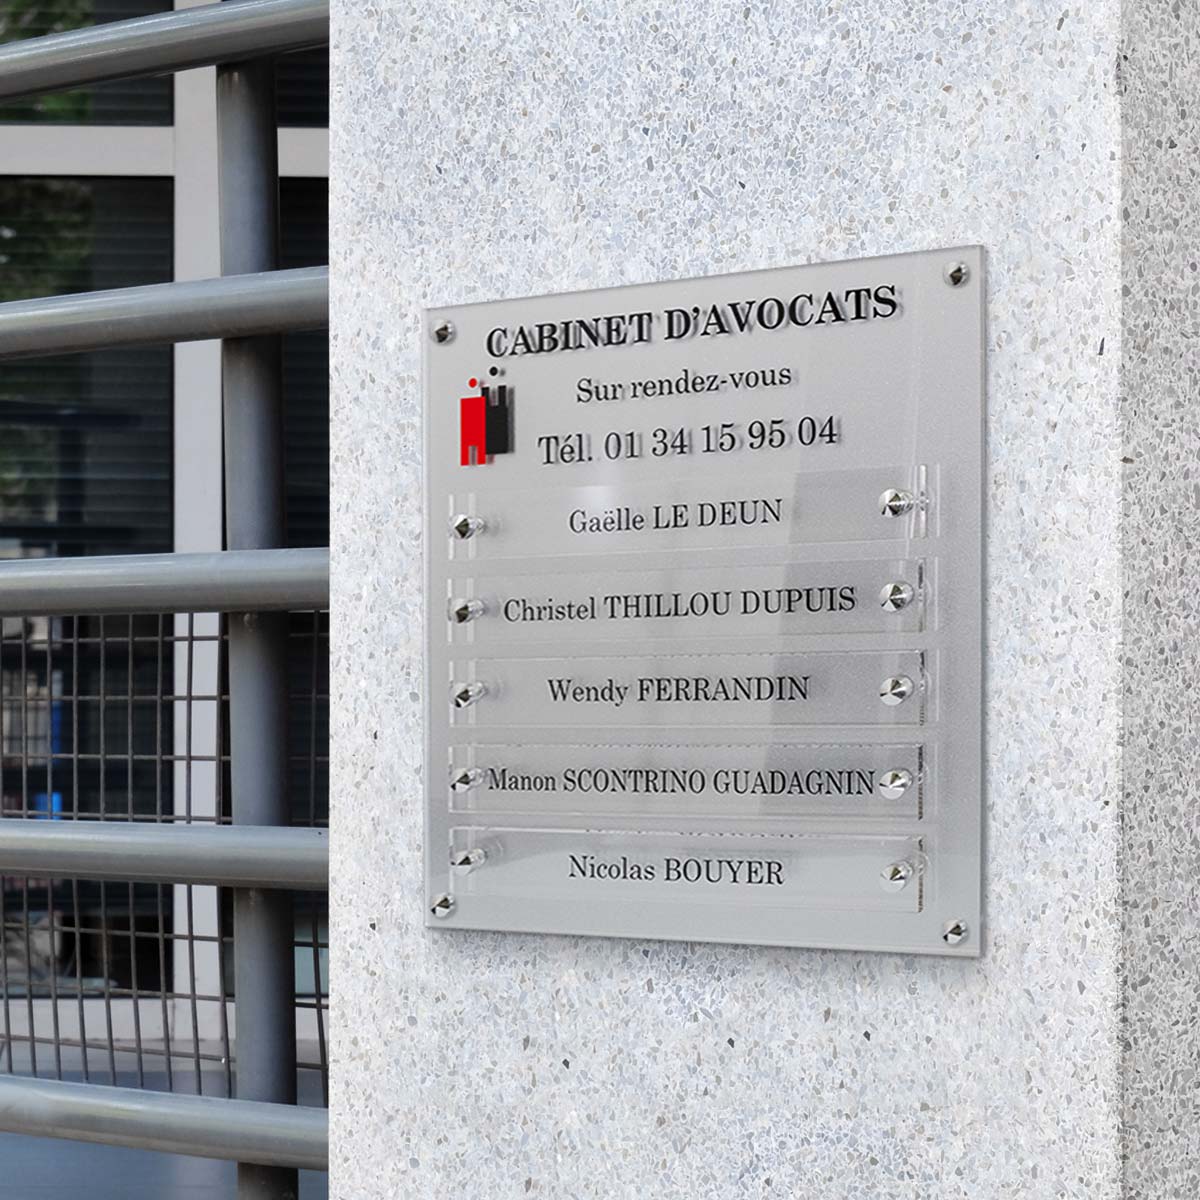 CABINET D'AVOCATS
Sur rendez-vous
Tél. 01 34 15 95 04
Gaëlle LE DEUN
Christel THILLOU DUPUIS
Wendy FERRANDIN
Manon SCONTRINO GUADAGNIN
Nicolas BOUYER